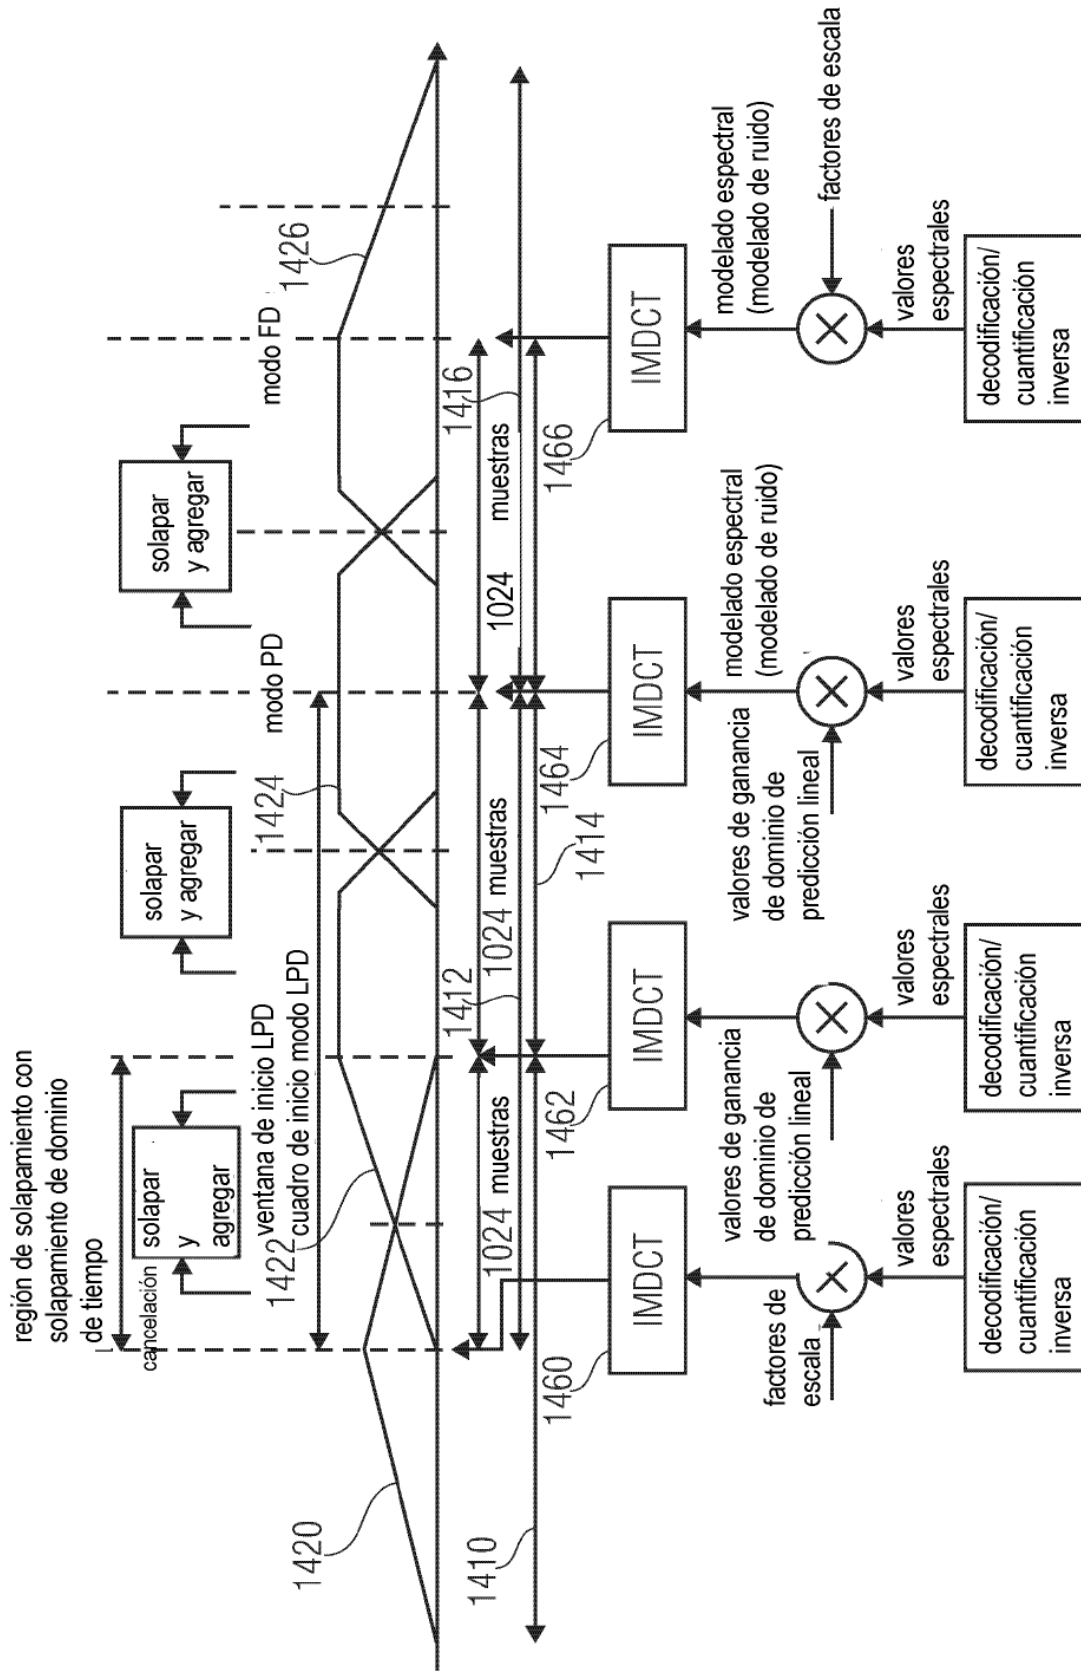 región de solapamiento con
solapamiento de dominio
de tiempo
cancelación
solapar
y agregar
solapar
y agregar
solapar
y agregar
ventana de inicio LPD
cuadro de inicio modo LPD
modo PD
modo FD
1420
1422
1424
1426
1410
1024 muestras
1412
1024 muestras
1414
1024 muestras
1416
1460
IMDCT
1462
IMDCT
1464
IMDCT
1466
IMDCT
factores de
escala
valores de ganancia
de dominio de
predicción lineal
valores de ganancia
de dominio de
predicción lineal
modelado espectral
(modelado de ruido)
modelado espectral
(modelado de ruido)
factores de escala
valores
espectrales
valores
espectrales
valores
espectrales
valores
espectrales
decodificación/
cuantificación
inversa
decodificación/
cuantificación
inversa
decodificación/
cuantificación
inversa
decodificación/
cuantificación
inversa